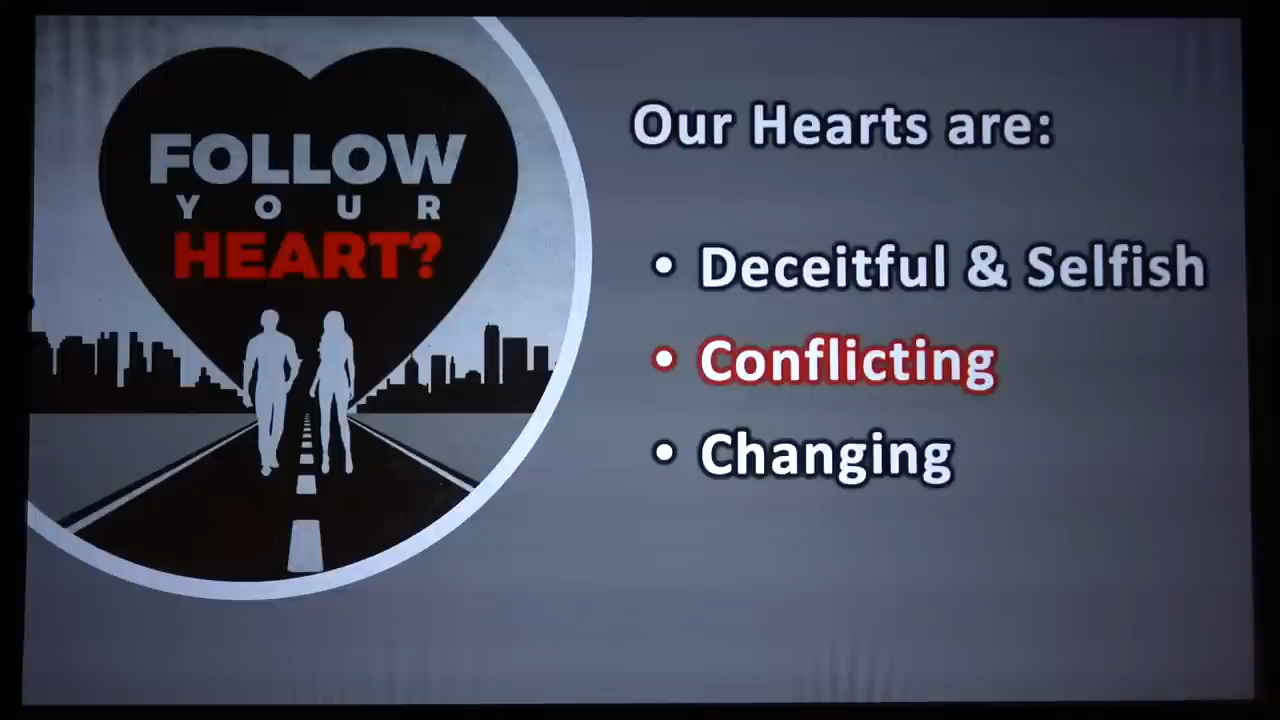 FOLLOW
YOUR
HEART?
Our Hearts are:
• Deceitful & Selfish
• Conflicting
• Changing